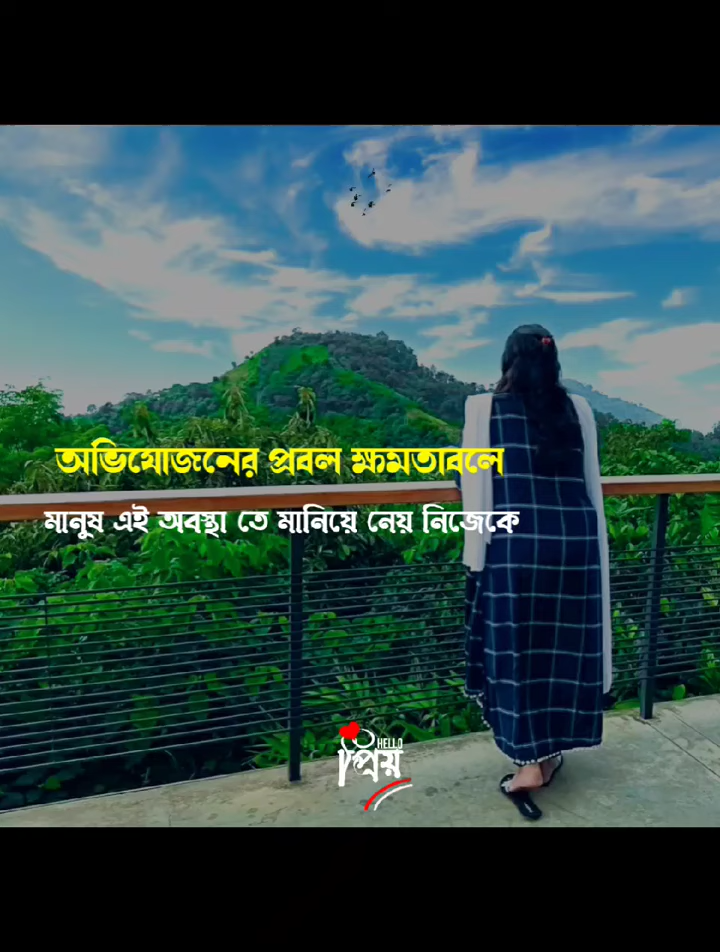 অভিযোজনের প্রবল ক্ষমতাবলে
মানুষ এই অবস্থা তে মানিয়ে নেয় নিজেকে
HELLO
প্রিয়